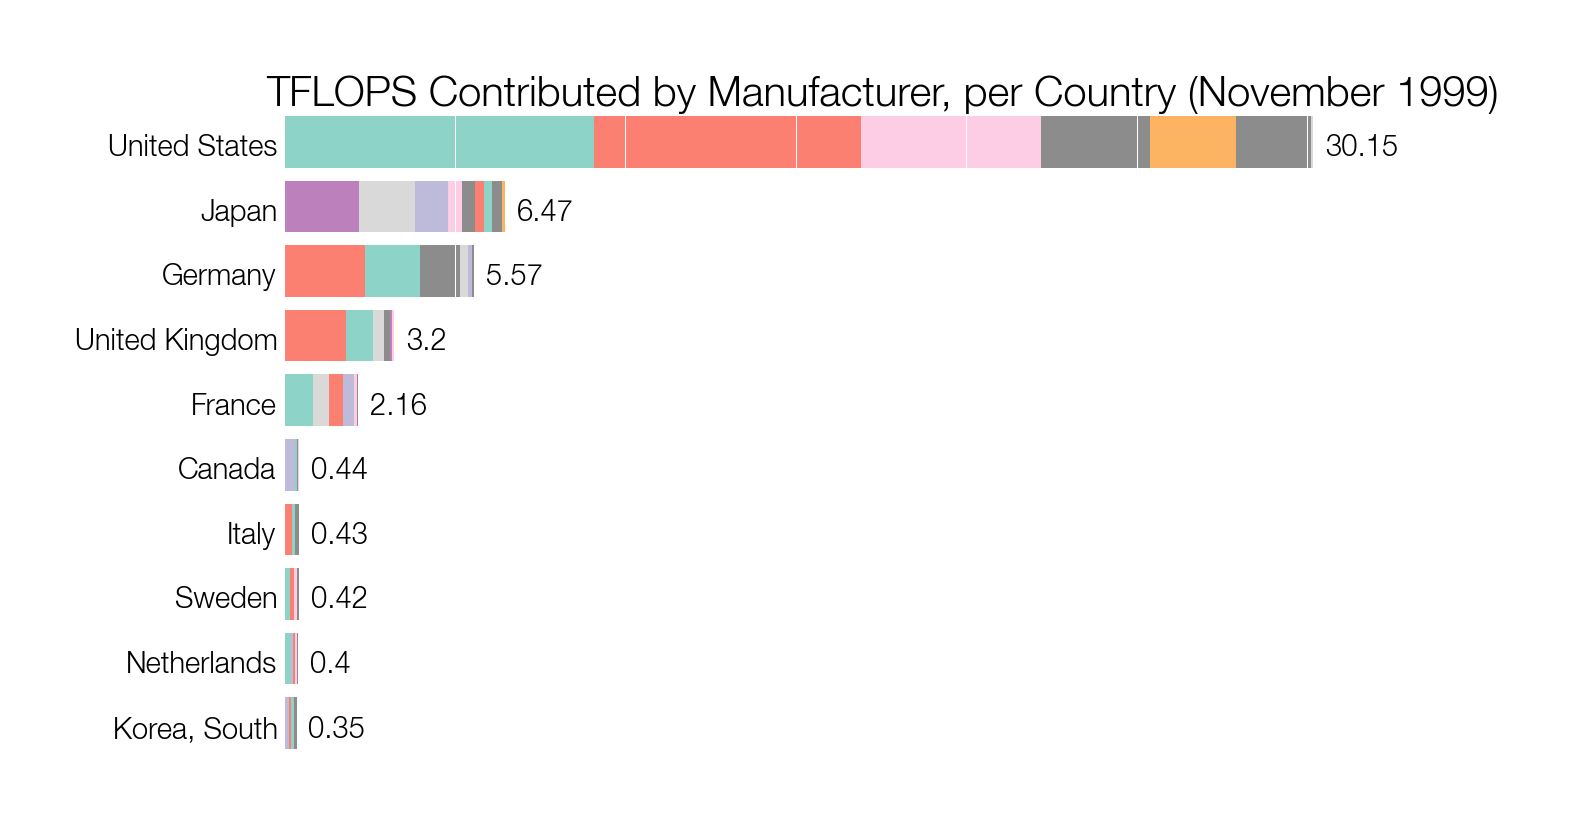 TFLOPS Contributed by Manufacturer, per Country (November 1999)
United States 30.15
Japan 6.47
Germany 5.57
United Kingdom 3.2
France 2.16
Canada 0.44
Italy 0.43
Sweden 0.42
Netherlands 0.4
Korea, South 0.35